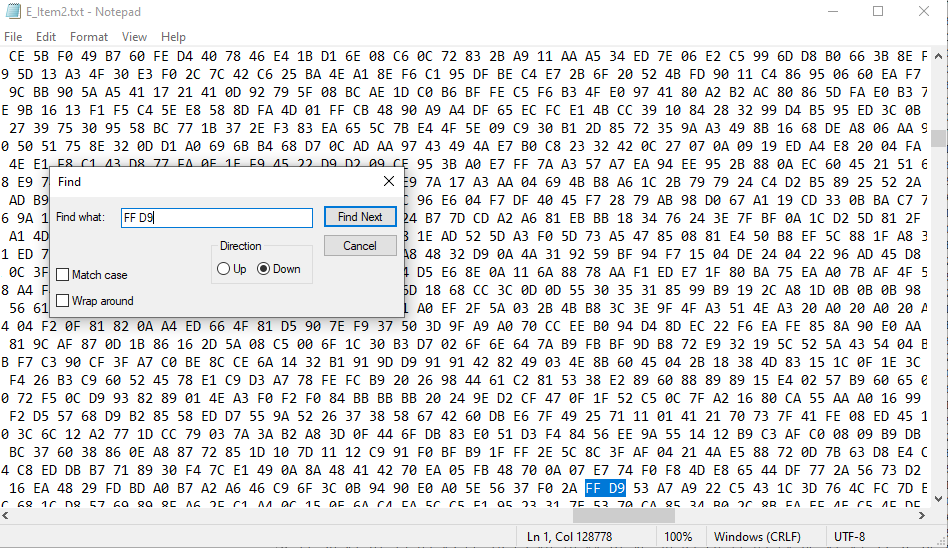 E_Item2.txt - Notepad
File Edit Format View Help
CE 5B F0 49 B7 60 FE D4 40 78 46 E4 1B D1 6E 08 C6 0C 72 83 2B A9 11 AA A5 34 ED 7E 06 E2 C5 99 6D D8 B0 66 3B 8E F
9 5D 13 A3 4F 30 E3 F0 2C 7C 42 C6 25 BA 4E A1 8E F6 C1 95 DF BE C4 E7 2B 6F 20 52 4B FD 90 11 C4 86 95 06 60 EA F7
9C BB 90 5A A5 41 17 21 41 0D 92 79 5F 08 BC AE 1D C0 B6 BF FE C5 F6 B3 4F E0 97 41 80 A2 B2 AC 80 86 5D FA E0 B3 D
E 9B 16 13 F1 F5 C4 5E E8 58 8D FA 4D 01 FF CB 48 90 A9 A4 DF 65 EC FC E1 4B CC 39 10 84 28 32 99 D4 B5 95 ED 3C 0B
27 39 75 30 95 58 BC 77 1B 37 2E F3 83 EA 65 5C 7B E4 4F 5E 09 C9 30 B1 2D 85 72 35 9A A3 49 8B 16 68 DE A8 06 AA 9
0 50 51 75 8E 32 0D D1 A0 69 6B B4 68 D7 0C AD AA 97 43 49 4A E7 B0 C8 23 32 42 0C 27 07 0A 09 19 ED A4 E8 20 04 FA
4E E1 E8 C1 43 D8 77 EA 0E 1E E9 45 22 D9 D2 09 CE 95 3B A0 E7 FF 7A A3 57 A7 EA 94 EE 95 2B 88 0A EC 60 45 21 51 6
8 E9 7 E9 7A 17 A3 AA 04 69 4B B8 A6 1C 2B 79 79 24 C4 D2 B5 89 25 52 2A
AD B9 C 96 E6 04 F7 DF 40 45 F7 28 79 AB 98 D0 67 A1 19 CD 33 0B BA C7 7
6 9A 1 24 B7 7D CD A2 A6 81 EB BB 18 34 76 24 3E 7F BF 0A 1C D2 5D 81 2F
A1 4D 8 1E AD 52 5D A3 F0 5D 73 A5 47 85 08 81 E4 50 B8 EF 5C 88 1F A8 3
1 ED 7 A8 48 32 D9 0A 4A 31 92 59 BF 94 F7 15 04 DE 24 04 22 96 AD 45 D8
0C 3F 4 D5 E6 8E 0A 11 6A 88 78 AA F1 ED E7 1F 80 BA 75 EA A0 7B AF 4F 5
8 A4 F 5D 18 68 CC 3C 0D 0D 55 30 35 31 85 99 B9 19 2C A8 1D 0B 0B 0B 98
56 61 1 A0 EF 2F 5A 03 2B 4B B8 3C 3E 9F 4F A3 51 4E A3 20 A0 20 A0 20 A
4 04 F2 0F 81 82 0A A4 ED 66 4F 81 D5 90 7E F9 37 50 3D 9F A9 A0 70 CC EE B0 94 D4 8D EC 22 F6 EA FE 85 8A 90 E0 AA
81 9C AF 87 0D 1B 86 16 2D 5A 08 C5 00 6F 1C 30 B3 D7 02 6F 6E 64 7A B9 FB BF 9D B8 72 E9 32 19 5C 52 5A 43 54 04 B
B F7 C3 90 CF 3F A7 C0 BE 8C CE 6A 14 32 B1 91 9D D9 91 91 42 82 49 03 4E 8B 60 45 04 2B 18 38 4D 83 15 1C 0F 1E 3C
F4 26 B3 C9 60 52 45 78 E1 C9 D3 A7 78 FE FC B9 20 26 98 44 61 C2 81 53 38 E2 89 60 88 89 89 15 E4 02 57 B9 60 65 0
0 72 F5 0C D9 93 82 89 01 4E A3 F0 F2 F0 84 BB BB BB 20 24 9E D2 CF 47 0F 1F 52 C5 0C 7F A2 16 80 CA 55 AA A0 16 99
F2 D5 57 68 D9 B2 85 58 ED D7 55 9A 52 26 37 38 58 67 42 60 DB E6 7F 49 25 71 11 01 41 21 70 73 7F 41 FE 08 ED 45 1
0 3C 6C 12 A2 77 1D CC 79 03 7A 3A B2 A8 3D 0F 44 6F DB 83 E0 51 D3 F4 84 56 EE 9A 55 14 12 B9 C3 AF C0 08 09 B9 DB
BC 37 60 38 86 0E A8 87 72 85 1D 10 7D 11 12 C9 91 F0 BF B9 1F FF 2E 5C 8C 3F AF 04 21 4A E5 88 72 0D 7B 63 D8 E4 C
4 C8 ED DB B7 71 89 30 F4 7C E1 49 0A 8A 48 41 42 70 EA 05 FB 48 70 0A 07 E7 74 F0 F8 4D E8 65 44 DF 77 2A 56 73 D2
16 EA 48 29 FD BD A0 B7 A2 A6 46 C9 6F 3C 0B 94 90 E0 A0 5E 56 37 F0 2A FF D9 53 A7 A9 22 C5 43 1C 3D 76 4C FC 7D E
Find
Find what: FF D9
Find Next
Cancel
Direction
Up Down
Match case
Wrap around
Ln 1, Col 128778 100% Windows (CRLF) UTF-8